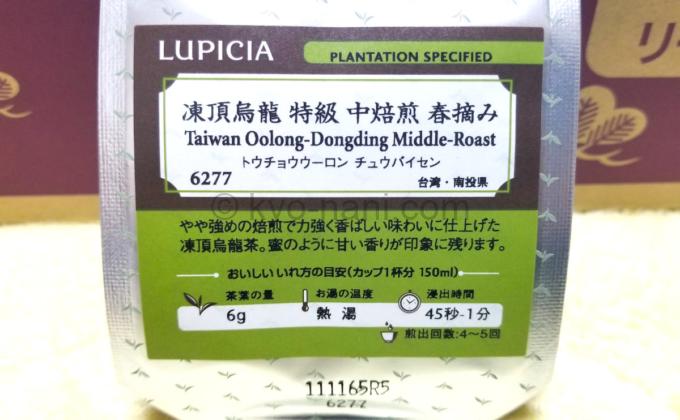 LUPICIA
PLANTATION SPECIFIED
凍頂烏龍 特級 中焙煎 春摘み
Taiwan Oolong-Dongding Middle-Roast
トウチョウウーロン チュウバイセン
6277 台湾・南投県
© kyo-nani.com
やや強めの焙煎で力強く香ばしい味わいに仕上げた
凍頂烏龍茶。蜜のように甘い香りが印象に残ります。
おいしい いれ方の目安(カップ1杯分 150ml)
茶葉の量 お湯の温度 浸出時間
6g 熱湯 45秒-1分
煎出回数:4〜5回
111165R5
6277
リ